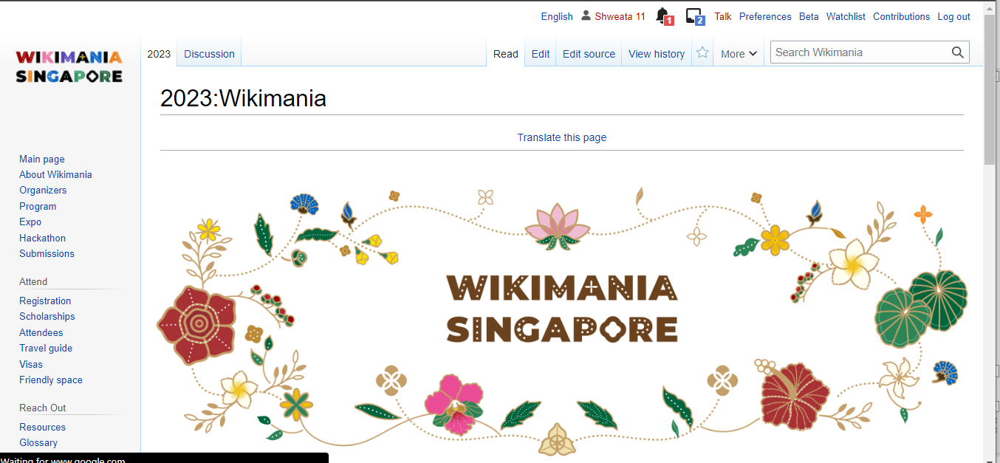 English Shweata 11 1 2 Talk Preferences Beta Watchlist Contributions Log out
WIKIMANIA
SINGAPORE
2023 Discussion Read Edit Edit source View history More Search Wikimania
2023:Wikimania
Translate this page
Main page
About Wikimania
Organizers
Program
Expo
Hackathon
Submissions
Attend
Registration
Scholarships
Attendees
Travel guide
Visas
Friendly space
Reach Out
Resources
Glossary
WIKIMANIA
SINGAPORE
Waiting for www.google.com